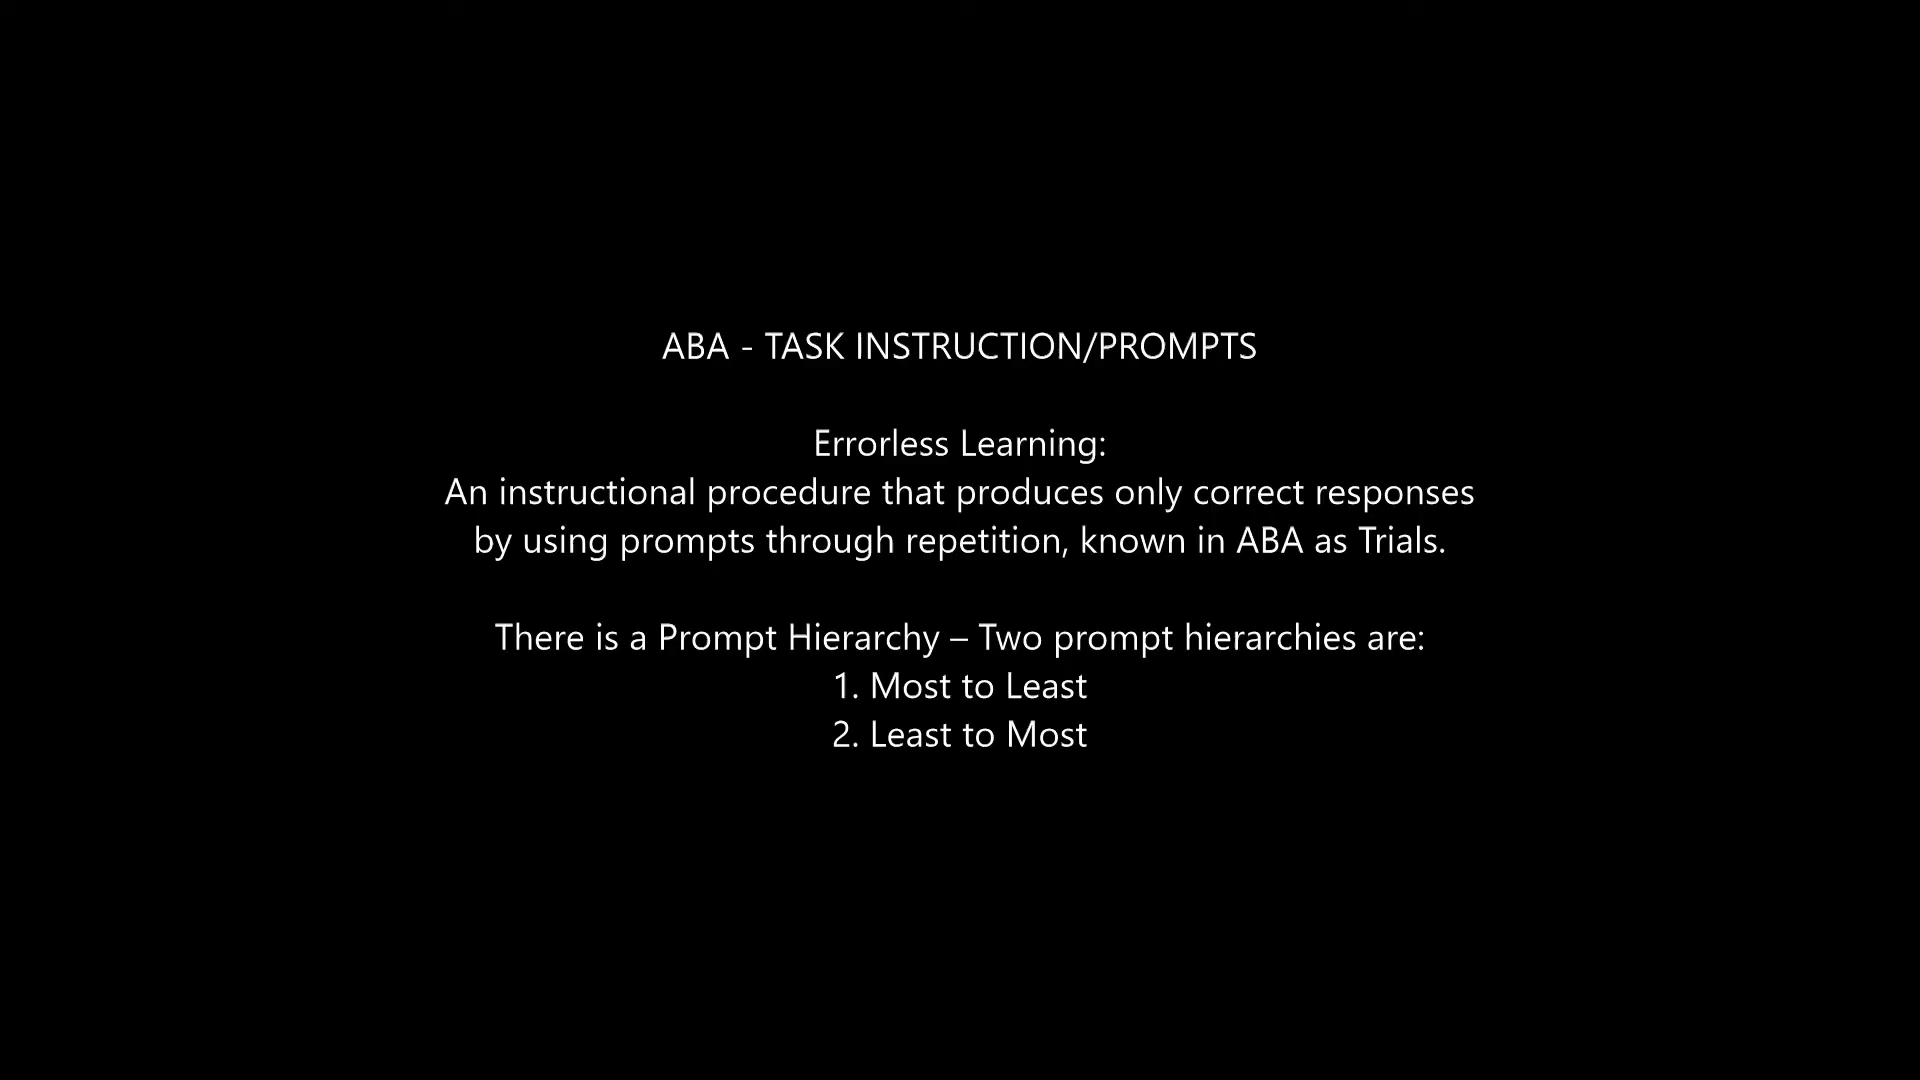 ABA - TASK INSTRUCTION/PROMPTS
Errorless Learning:
An instructional procedure that produces only correct responses
by using prompts through repetition, known in ABA as Trials.
There is a Prompt Hierarchy – Two prompt hierarchies are:
1. Most to Least
2. Least to Most